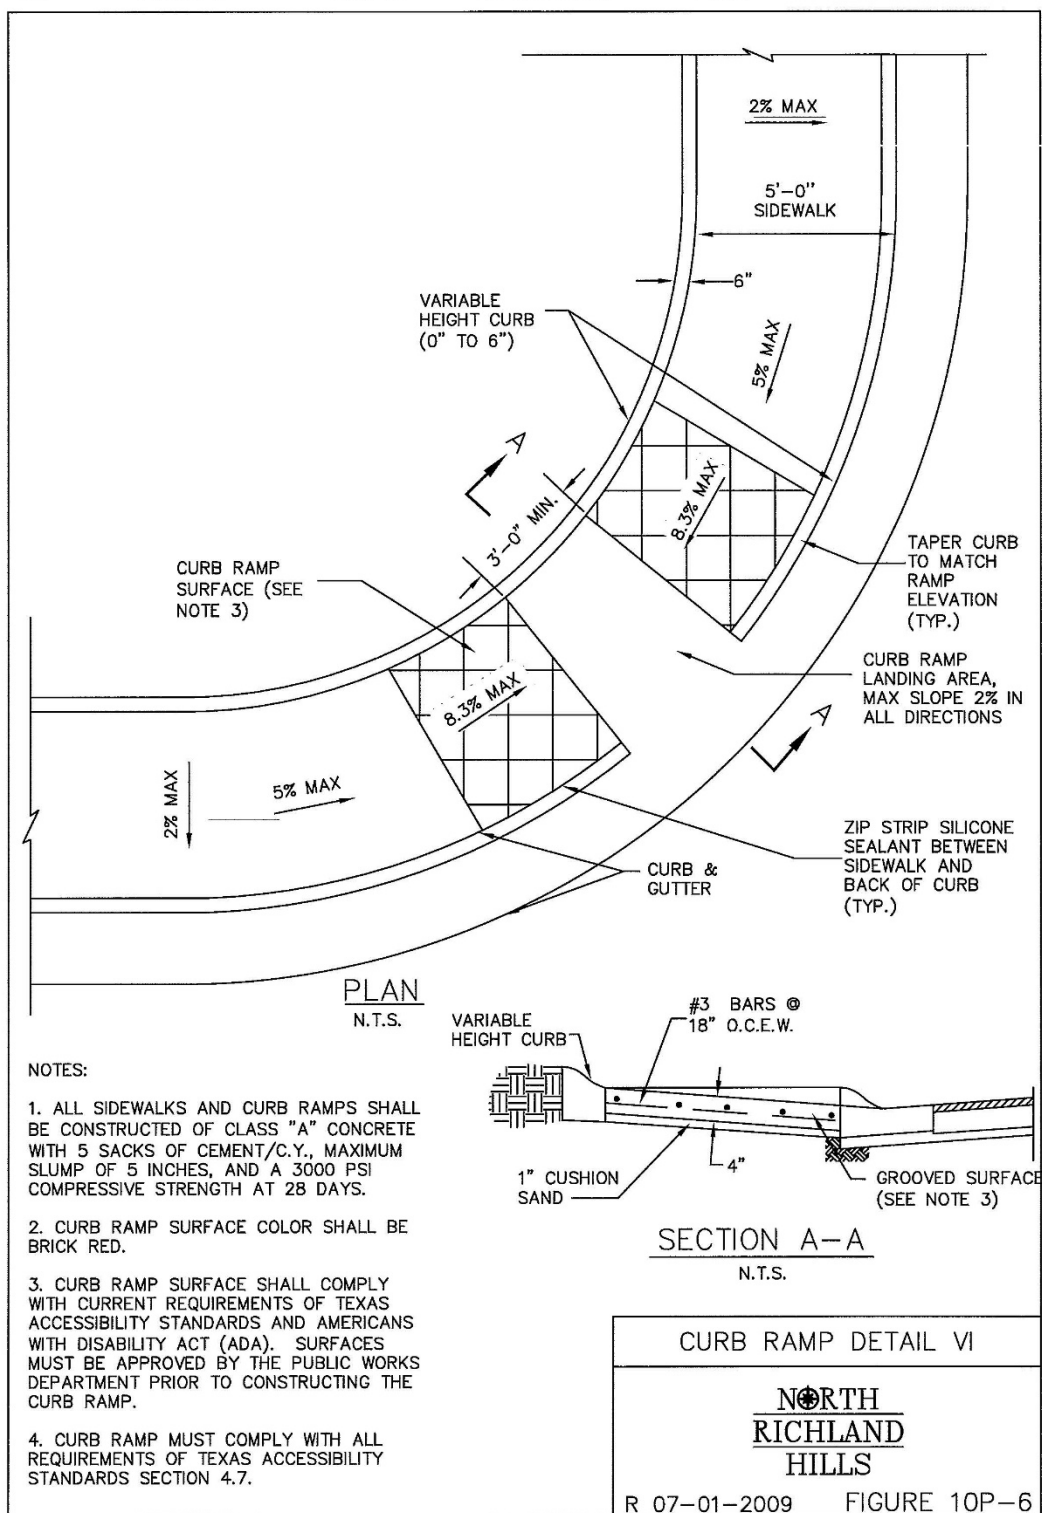 2% MAX
5'-0"
SIDEWALK
6"
VARIABLE
HEIGHT CURB
(0" TO 6")
5% MAX
A
8.3% MAX
3'-0" MIN.
CURB RAMP
SURFACE (SEE
NOTE 3)
TAPER CURB
TO MATCH
RAMP
ELEVATION
(TYP.)
CURB RAMP
LANDING AREA,
MAX SLOPE 2% IN
ALL DIRECTIONS
8.3% MAX
A
2% MAX
5% MAX
ZIP STRIP SILICONE
SEALANT BETWEEN
SIDEWALK AND
BACK OF CURB
(TYP.)
CURB &
GUTTER
PLAN
N.T.S.
VARIABLE
HEIGHT CURB
#3 BARS @
18" O.C.E.W.
1" CUSHION
SAND
4"
GROOVED SURFACE
(SEE NOTE 3)
SECTION A-A
N.T.S.
NOTES:
1. ALL SIDEWALKS AND CURB RAMPS SHALL
BE CONSTRUCTED OF CLASS "A" CONCRETE
WITH 5 SACKS OF CEMENT/C.Y., MAXIMUM
SLUMP OF 5 INCHES, AND A 3000 PSI
COMPRESSIVE STRENGTH AT 28 DAYS.
2. CURB RAMP SURFACE COLOR SHALL BE
BRICK RED.
3. CURB RAMP SURFACE SHALL COMPLY
WITH CURRENT REQUIREMENTS OF TEXAS
ACCESSIBILITY STANDARDS AND AMERICANS
WITH DISABILITY ACT (ADA). SURFACES
MUST BE APPROVED BY THE PUBLIC WORKS
DEPARTMENT PRIOR TO CONSTRUCTING THE
CURB RAMP.
4. CURB RAMP MUST COMPLY WITH ALL
REQUIREMENTS OF TEXAS ACCESSIBILITY
STANDARDS SECTION 4.7.
CURB RAMP DETAIL VI
NORTH
RICHLAND
HILLS
R 07-01-2009 FIGURE 10P-6